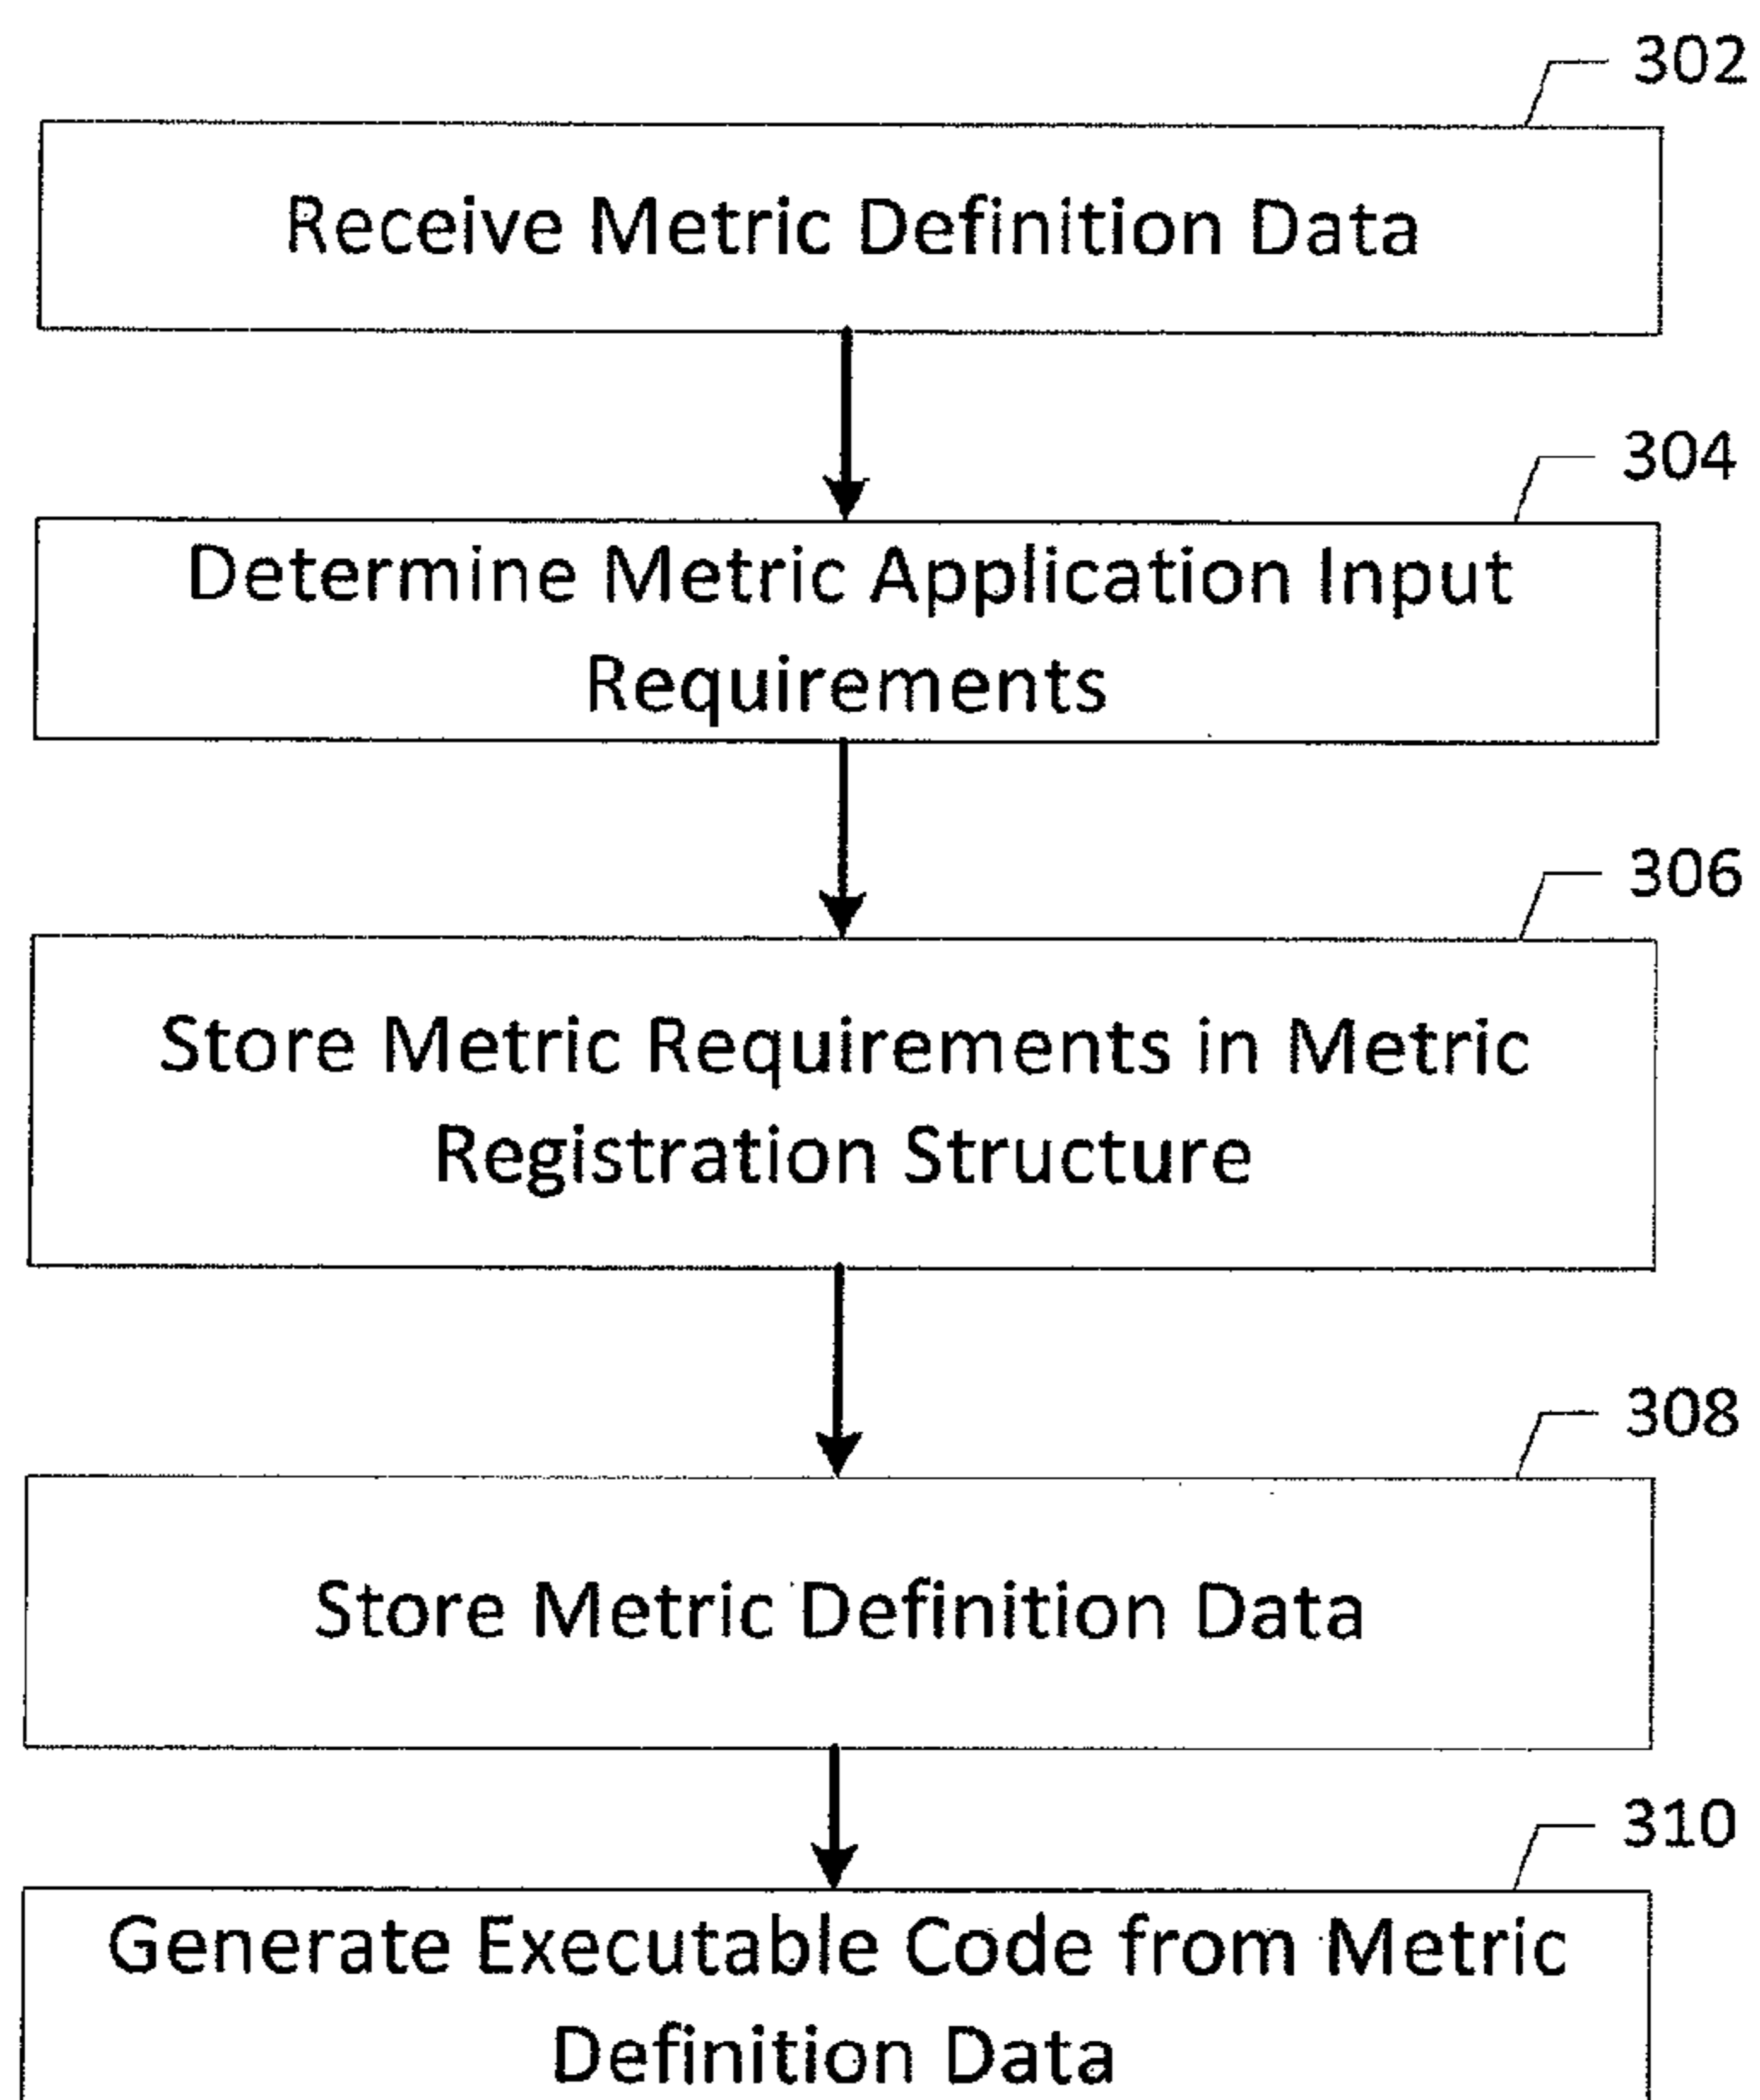 302
Receive Metric Definition Data
304
Determine Metric Application Input
Requirements
306
Store Metric Requirements in Metric
Registration Structure
308
Store Metric Definition Data
310
Generate Executable Code from Metric
Definition Data